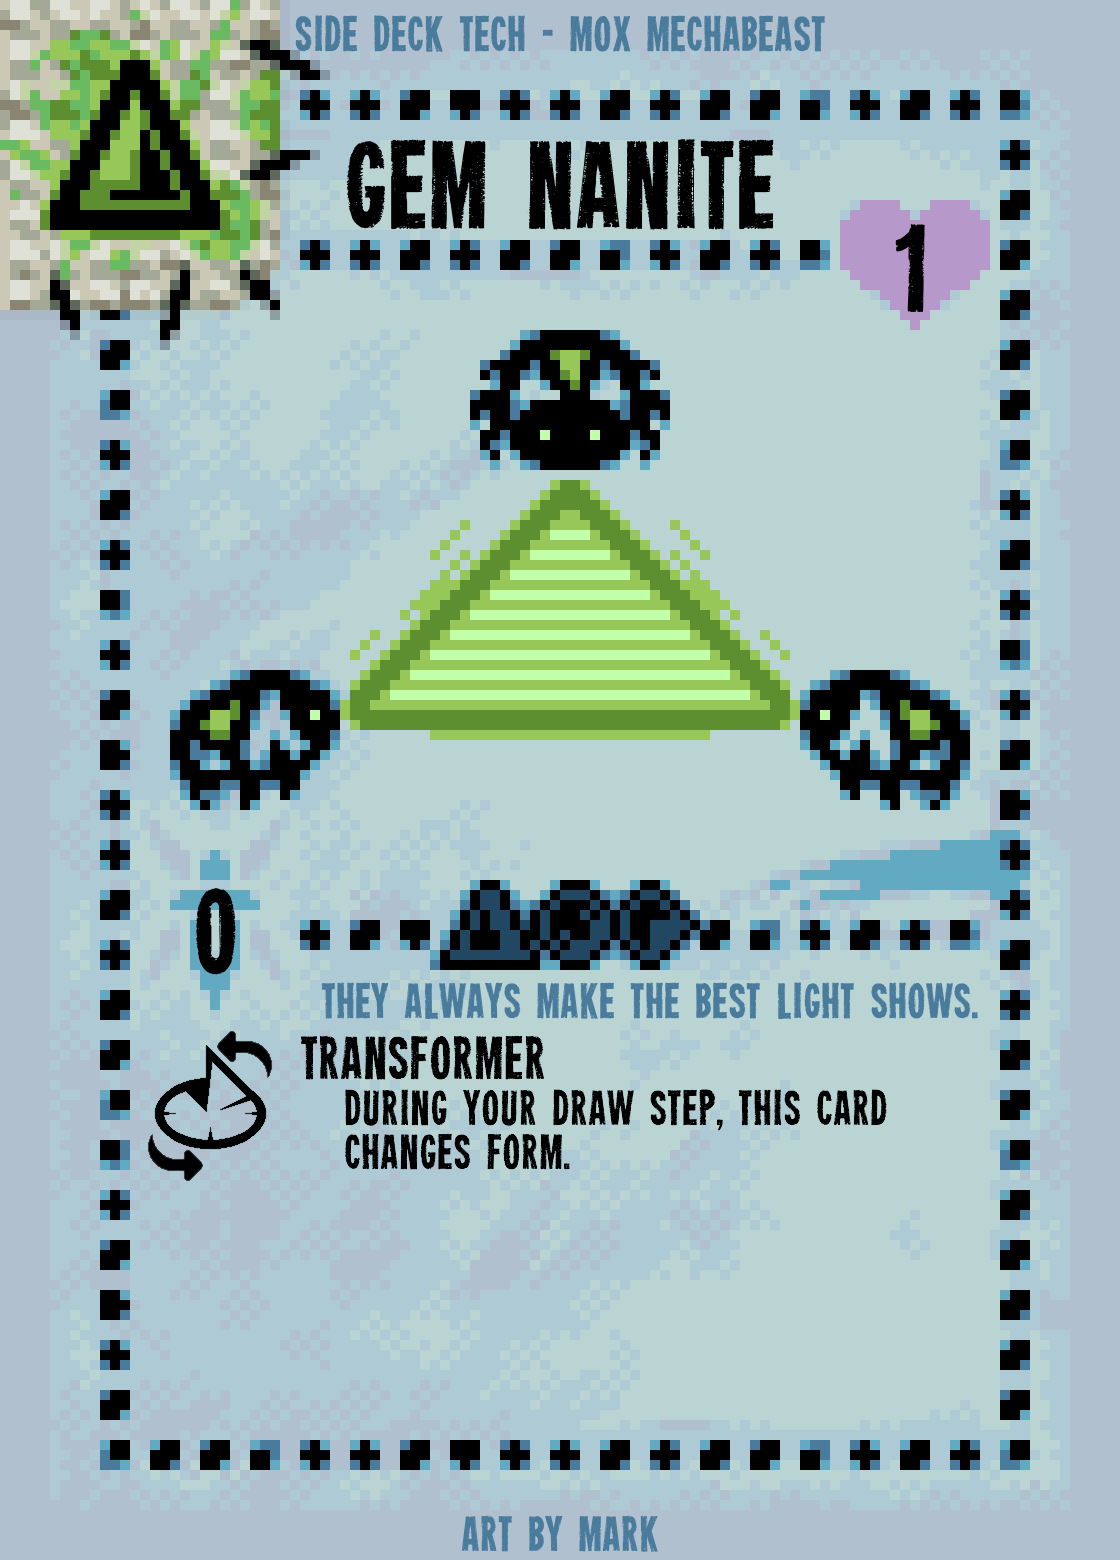 SIDE DECK TECH - MOX MECHABEAST
GEM NANITE
1
0
THEY ALWAYS MAKE THE BEST LIGHT SHOWS.
TRANSFORMER
DURING YOUR DRAW STEP, THIS CARD
CHANGES FORM.
ART BY MARK